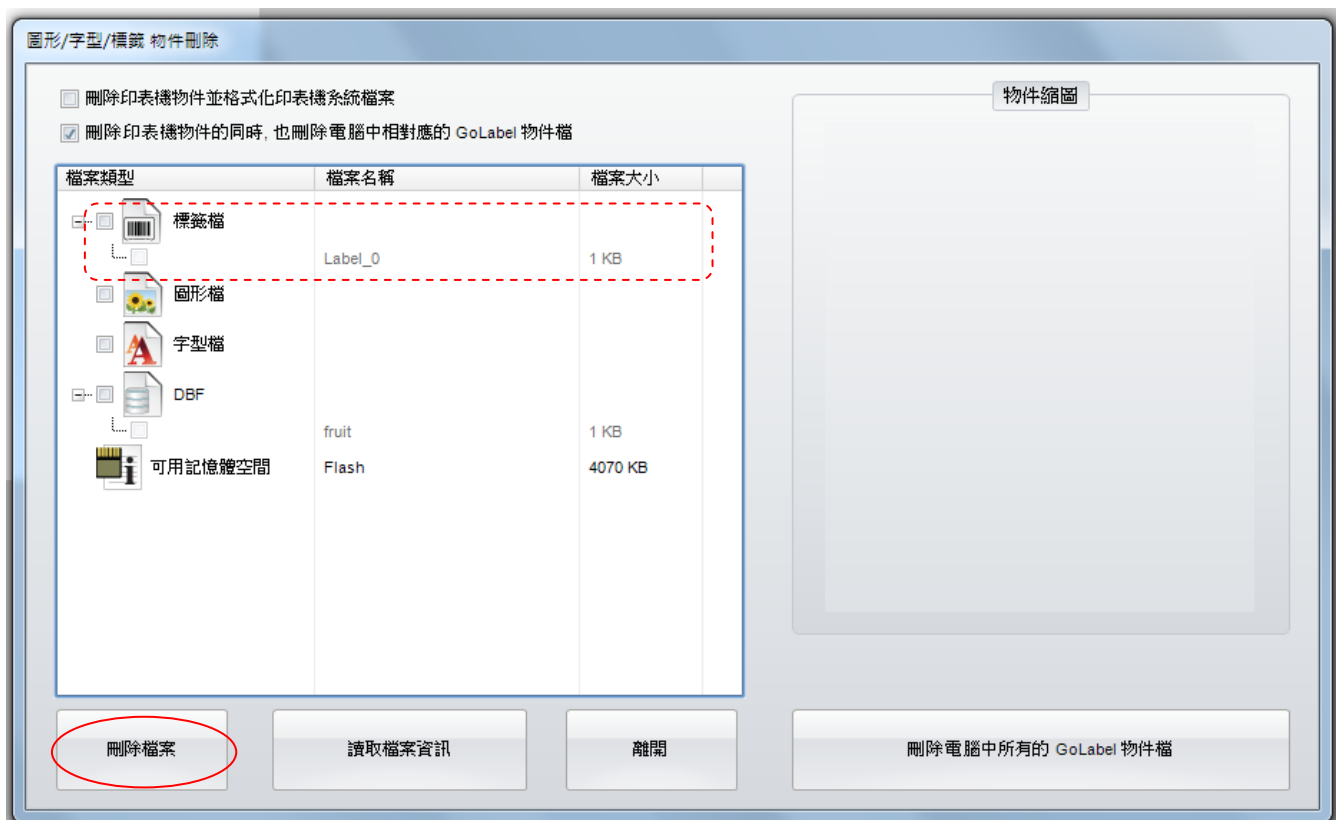 圖形/字型/標籤 物件刪除
刪除印表機物件並格式化印表機系統檔案
刪除印表機物件的同時, 也刪除電腦中相對應的 GoLabel 物件檔
物件縮圖
檔案類型 檔案名稱 檔案大小
標籤檔
Label_0 1 KB
圖形檔
字型檔
DBF
fruit 1 KB
可用記憶體空間 Flash 4070 KB
刪除檔案 讀取檔案資訊 離開 刪除電腦中所有的 GoLabel 物件檔